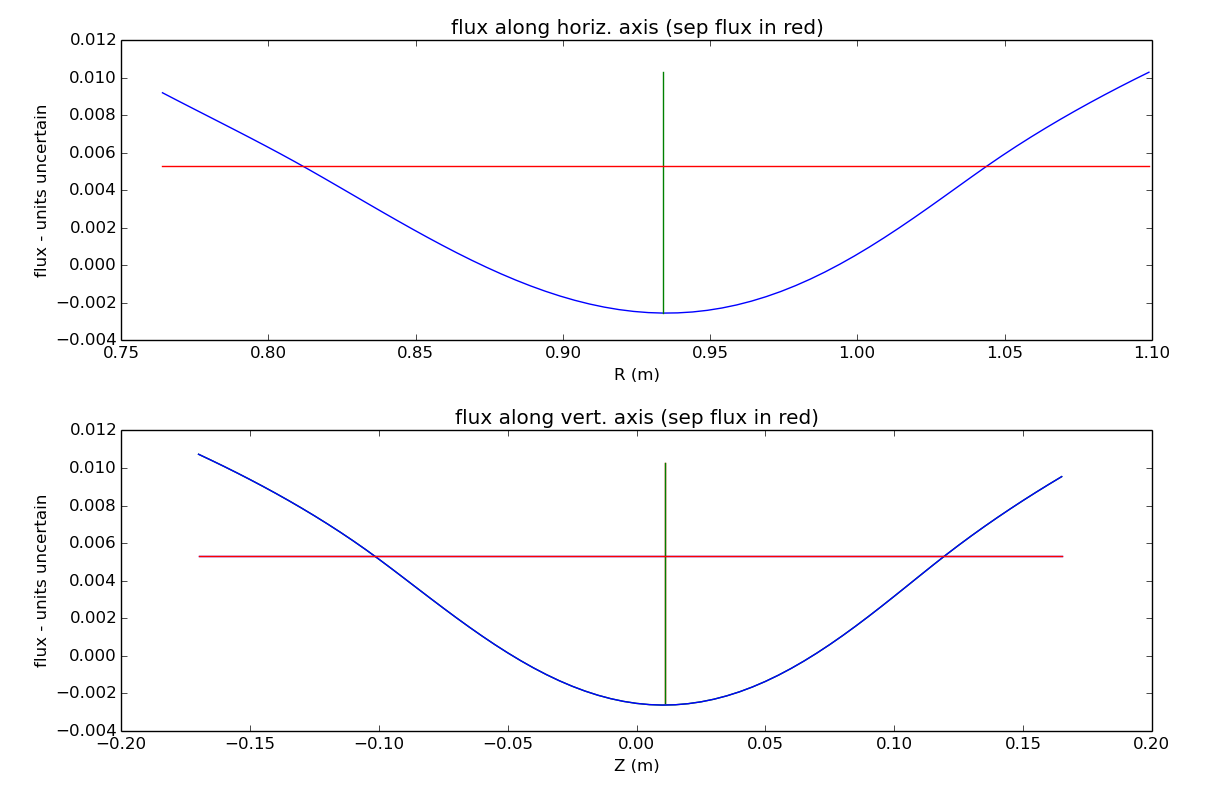 flux along horiz. axis (sep flux in red)
0.012
0.010
0.008
0.006
0.004
0.002
0.000
−0.002
−0.004
flux - units uncertain
0.75 0.80 0.85 0.90 0.95 1.00 1.05 1.10
R (m)
flux along vert. axis (sep flux in red)
0.012
0.010
0.008
0.006
0.004
0.002
0.000
−0.002
−0.004
flux - units uncertain
−0.20 −0.15 −0.10 −0.05 0.00 0.05 0.10 0.15 0.20
Z (m)